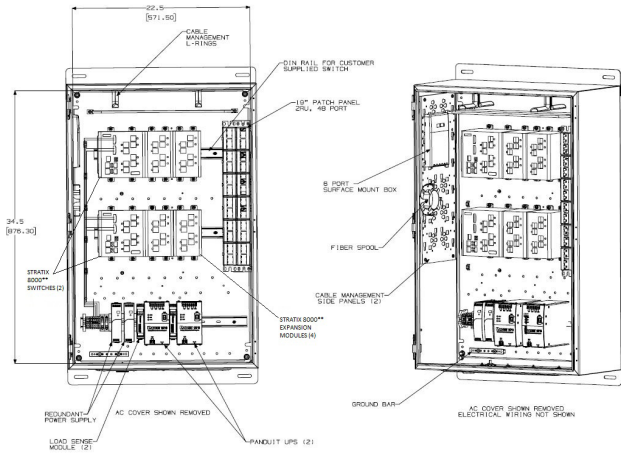 22.5
[571.50]
CABLE
MANAGEMENT
L-RINGS
DIN RAIL FOR CUSTOMER
SUPPLIED SWITCH
19" PATCH PANEL
2RU, 48 PORT
34.5
[876.30]
STRATIX
8000**
SWITCHES (2)
STRATIX 8000**
EXPANSION
MODULES (4)
REDUNDANT
POWER SUPPLY
AC COVER SHOWN REMOVED
LOAD SENSE
MODULE (2)
PANDUIT UPS (2)
8 PORT
SURFACE MOUNT BOX
FIBER SPOOL
CABLE MANAGEMENT
SIDE PANELS (2)
GROUND BAR
AC COVER SHOWN REMOVED
ELECTRICAL WIRING NOT SHOWN